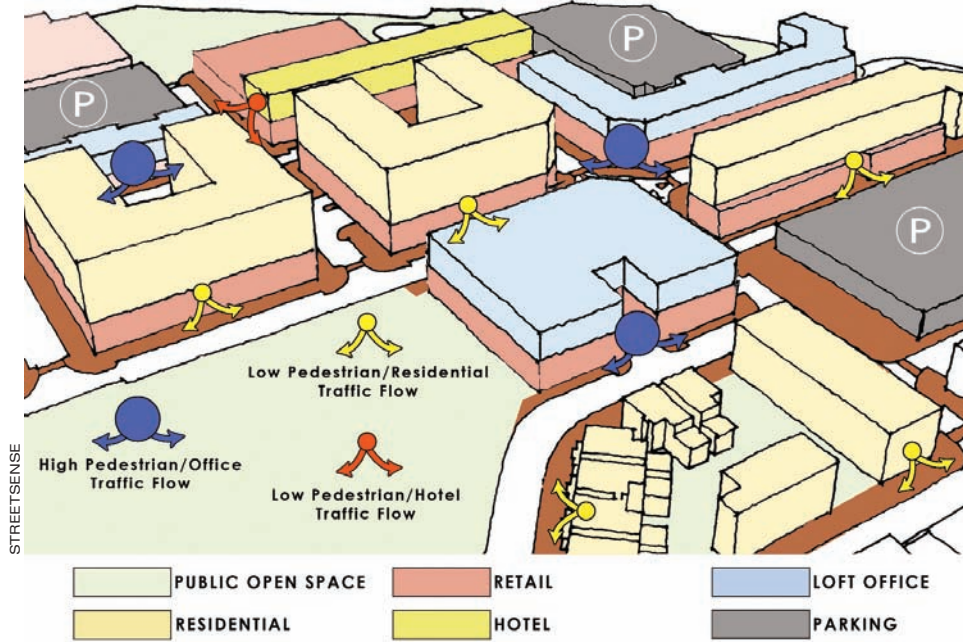 P
P
P
Low Pedestrian/Residential
Traffic Flow
High Pedestrian/Office
Traffic Flow
Low Pedestrian/Hotel
Traffic Flow
STREETSENSE
PUBLIC OPEN SPACE
RETAIL
LOFT OFFICE
RESIDENTIAL
HOTEL
PARKING